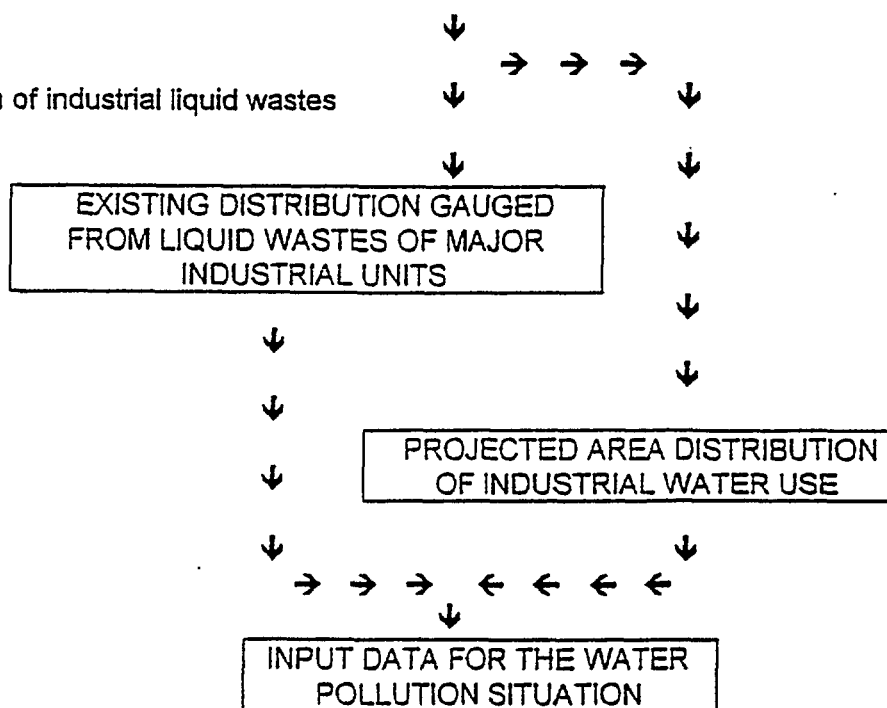 of industrial liquid wastes
EXISTING DISTRIBUTION GAUGED
FROM LIQUID WASTES OF MAJOR
INDUSTRIAL UNITS
PROJECTED AREA DISTRIBUTION
OF INDUSTRIAL WATER USE
INPUT DATA FOR THE WATER
POLLUTION SITUATION